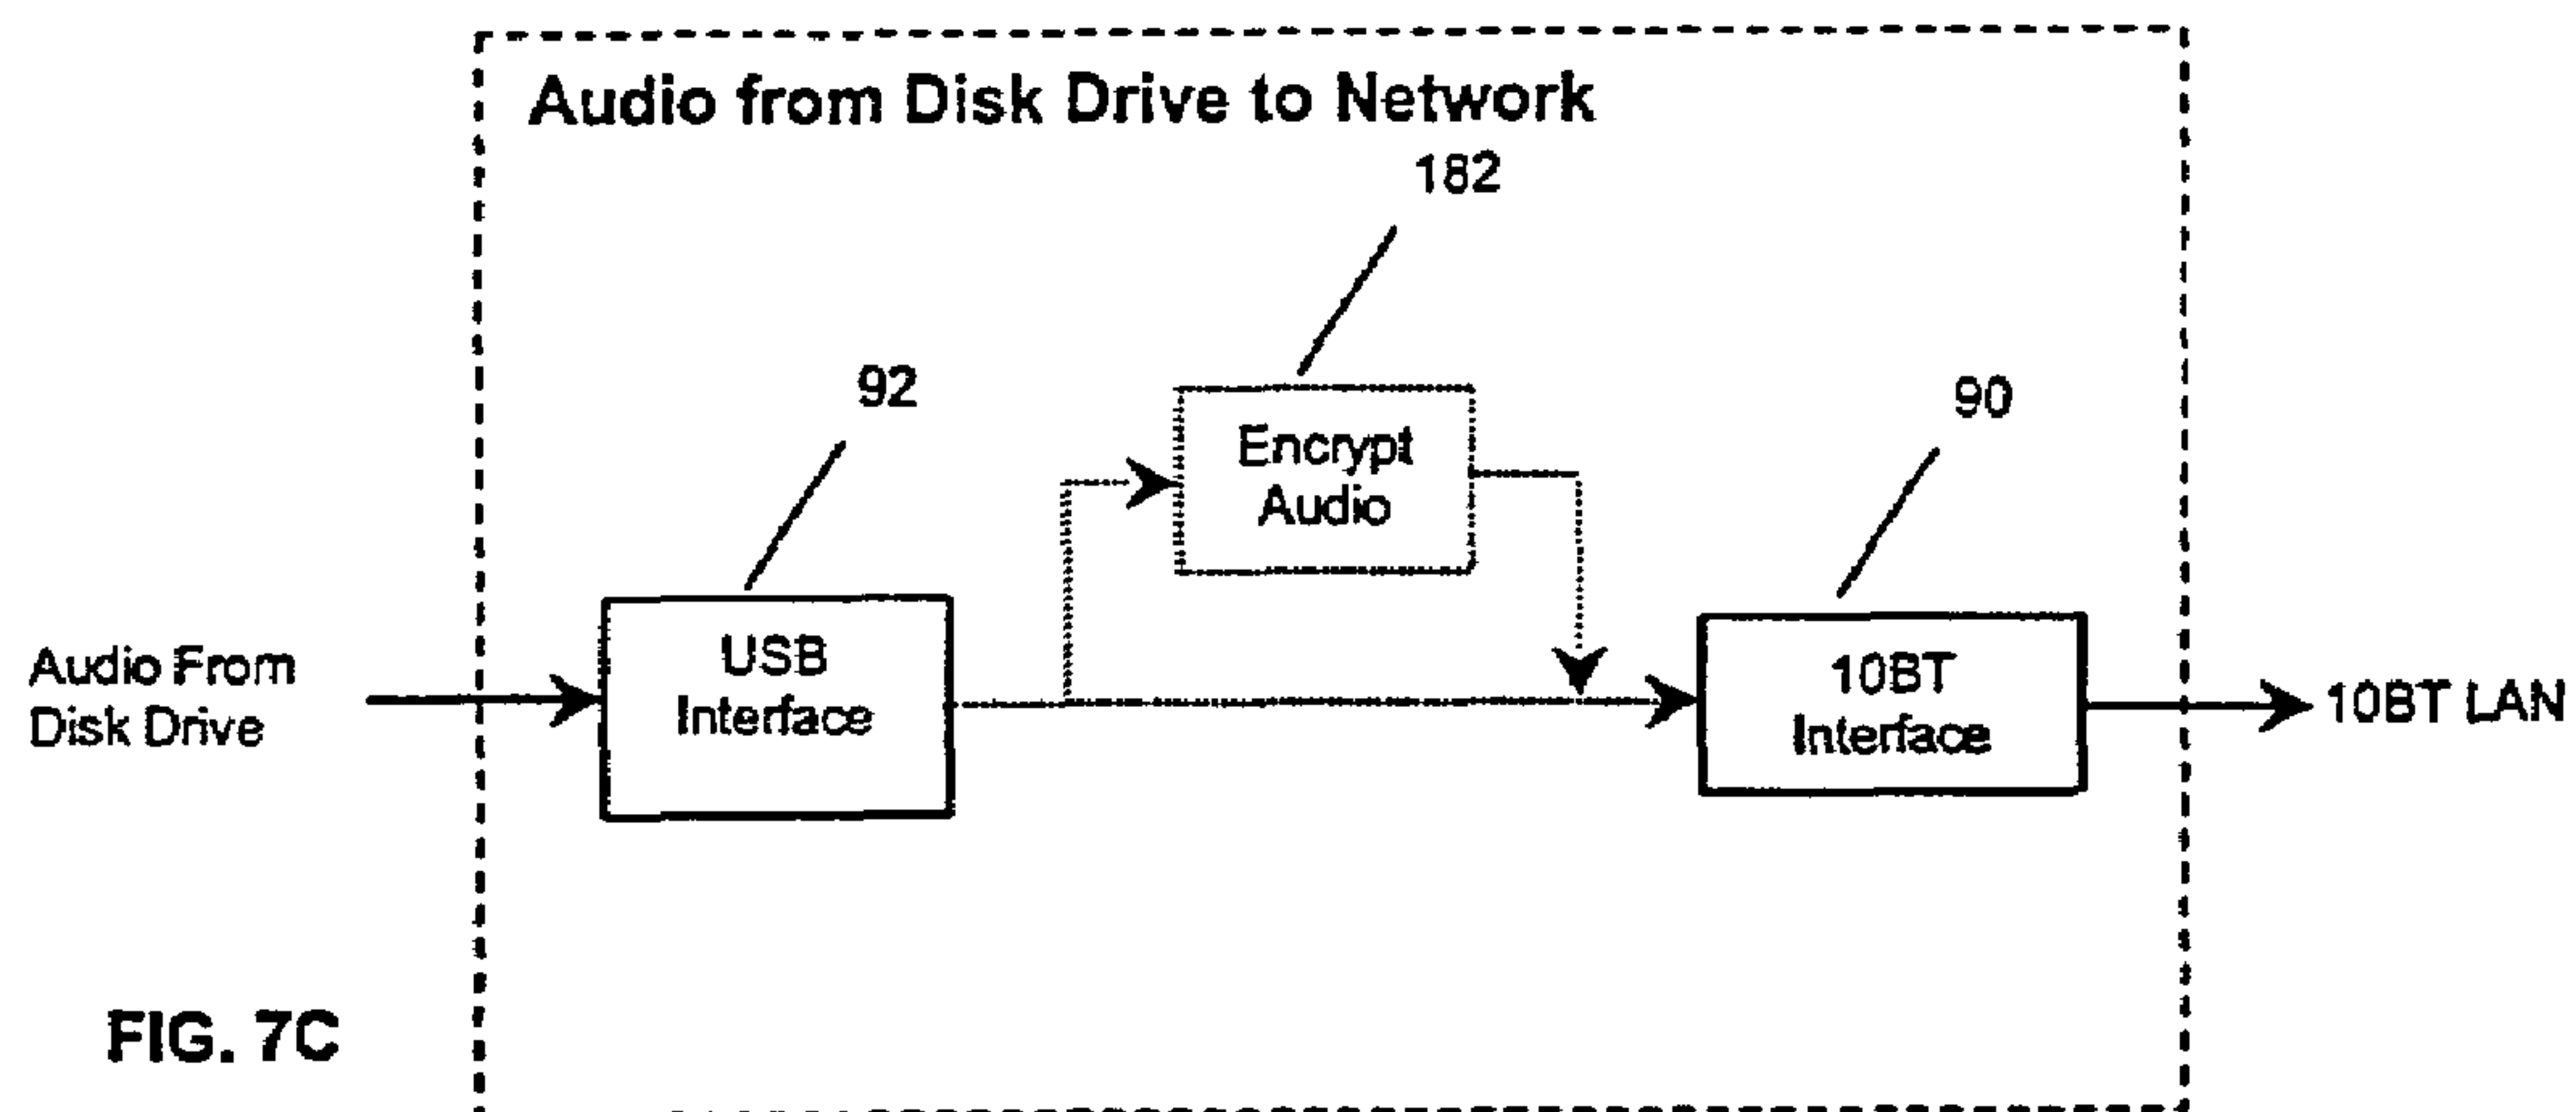 Audio from Disk Drive to Network
182
92
Encrypt
Audio
90
Audio From
Disk Drive
USB
Interface
10BT
Interface
10BT LAN
FIG. 7C